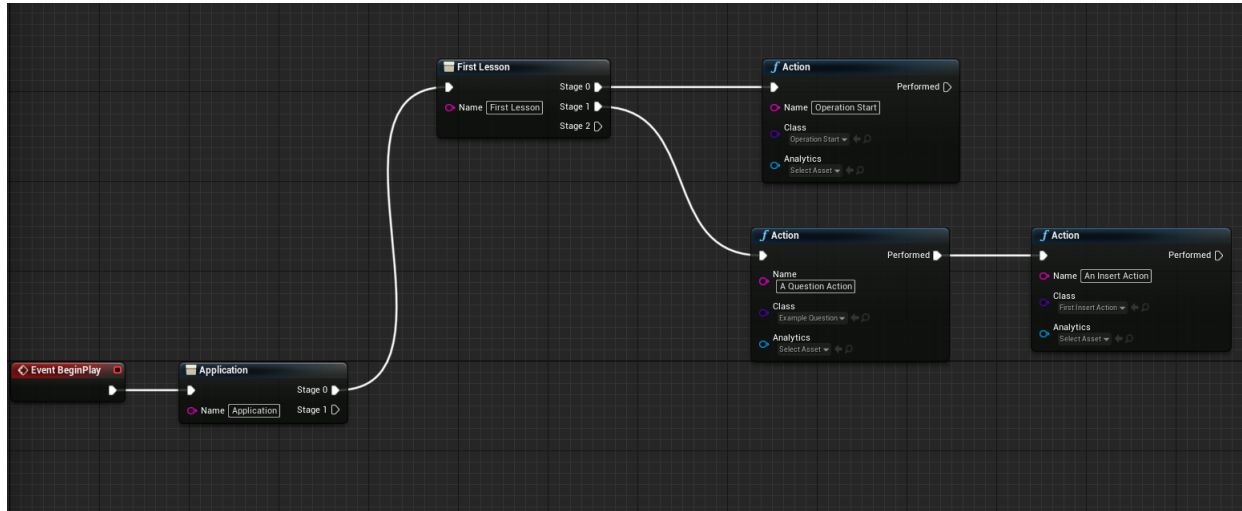 First Lesson
Stage 0
Name First Lesson
Stage 1
Stage 2
Action
Performed
Name Operation Start
Class
Operation Start
Analytics
Select Asset
Action
Performed
Name
A Question Action
Class
Example Question
Analytics
Select Asset
Action
Performed
Name An Insert Action
Class
First Insert Action
Analytics
Select Asset
Event BeginPlay
Application
Stage 0
Name Application
Stage 1